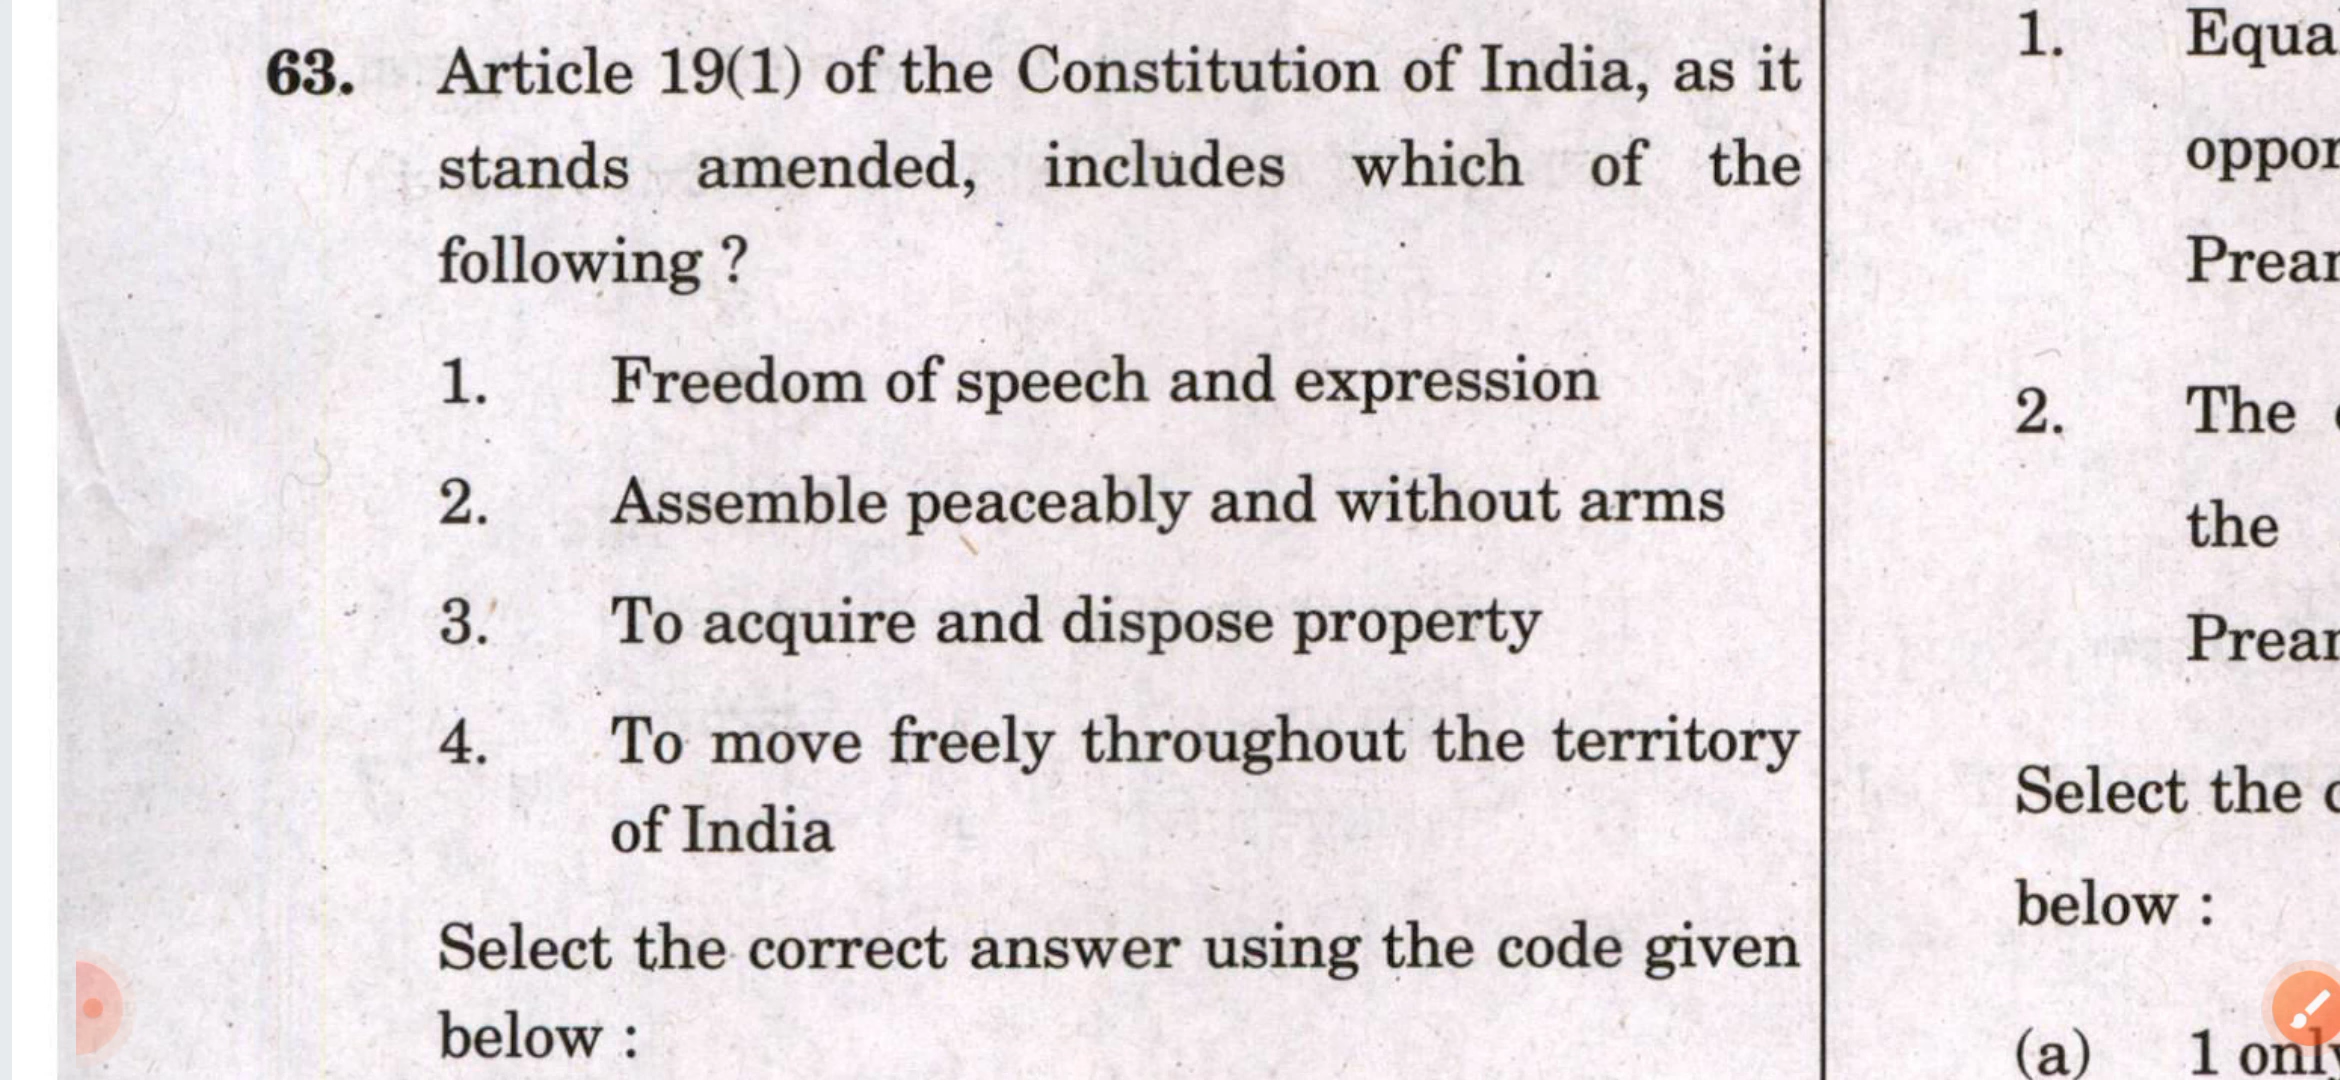 63. Article 19(1) of the Constitution of India, as it
stands amended, includes which of the
following ?
1. Freedom of speech and expression
2. Assemble peaceably and without arms
3. To acquire and dispose property
4. To move freely throughout the territory
of India
Select the correct answer using the code given
below :
1.
2. The
the
Select the
below :
(a) 1 only